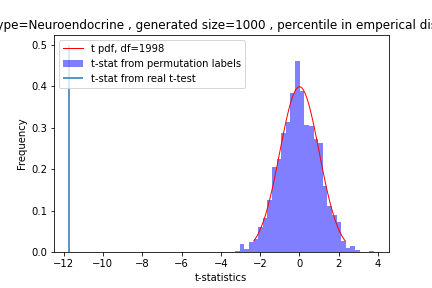 ype=Neuroendocrine , generated size=1000 , percentile in emperical dis
t pdf, df=1998
t-stat from permutation labels
t-stat from real t-test
Frequency
0.5
0.4
0.3
0.2
0.1
0.0
−12 −10 −8 −6 −4 −2 0 2 4
t-statistics